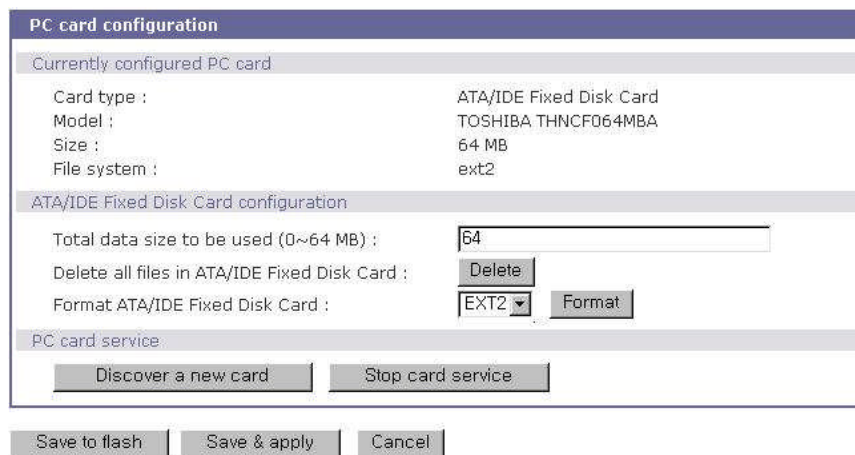 PC card configuration
Currently configured PC card
Card type : ATA/IDE Fixed Disk Card
Model : TOSHIBA THNCF064MBA
Size : 64 MB
File system : ext2
ATA/IDE Fixed Disk Card configuration
Total data size to be used (0~64 MB) : 64
Delete all files in ATA/IDE Fixed Disk Card : Delete
Format ATA/IDE Fixed Disk Card : EXT2 Format
PC card service
Discover a new card Stop card service
Save to flash Save & apply Cancel